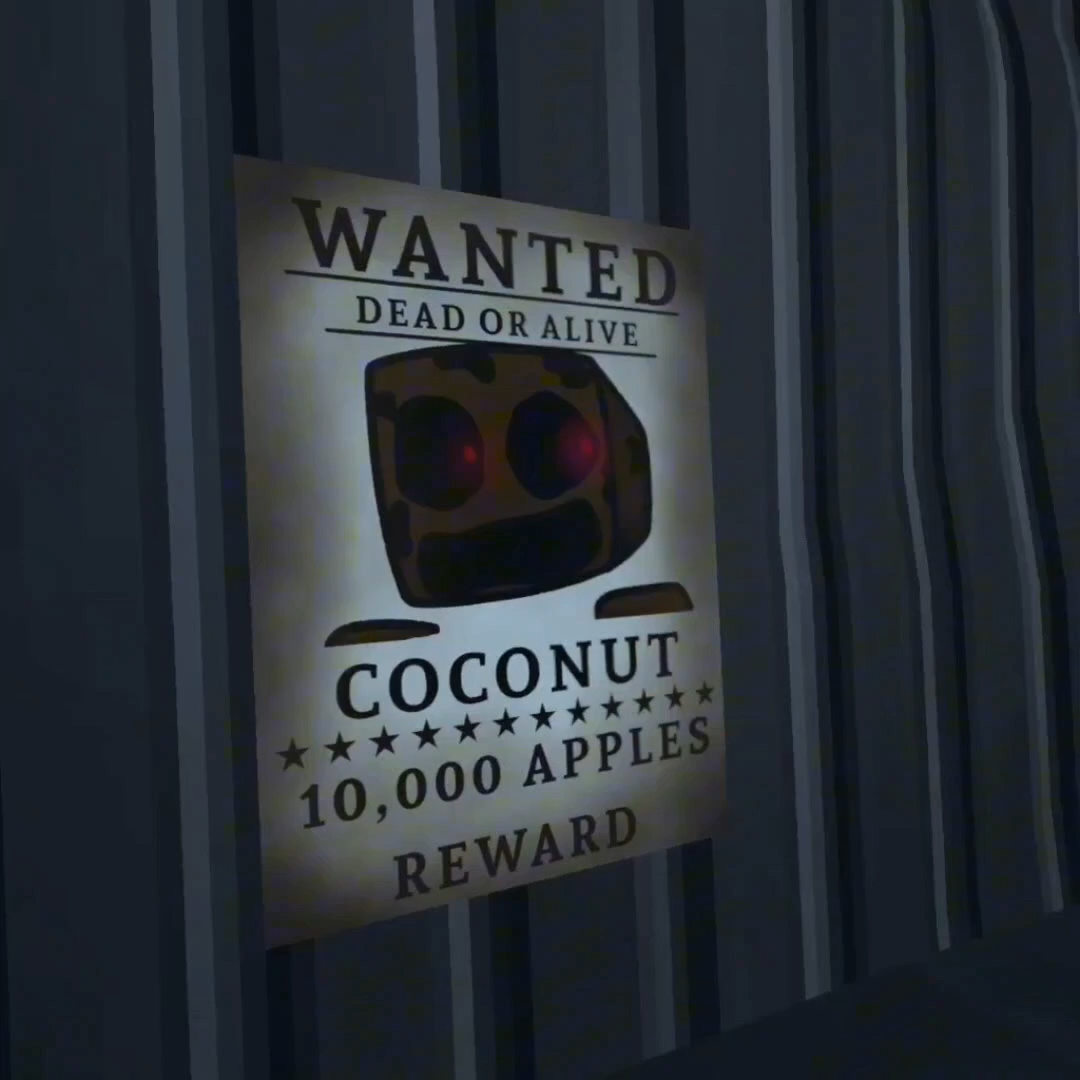 WANTED
DEAD OR ALIVE
COCONUT
10,000 APPLES
REWARD